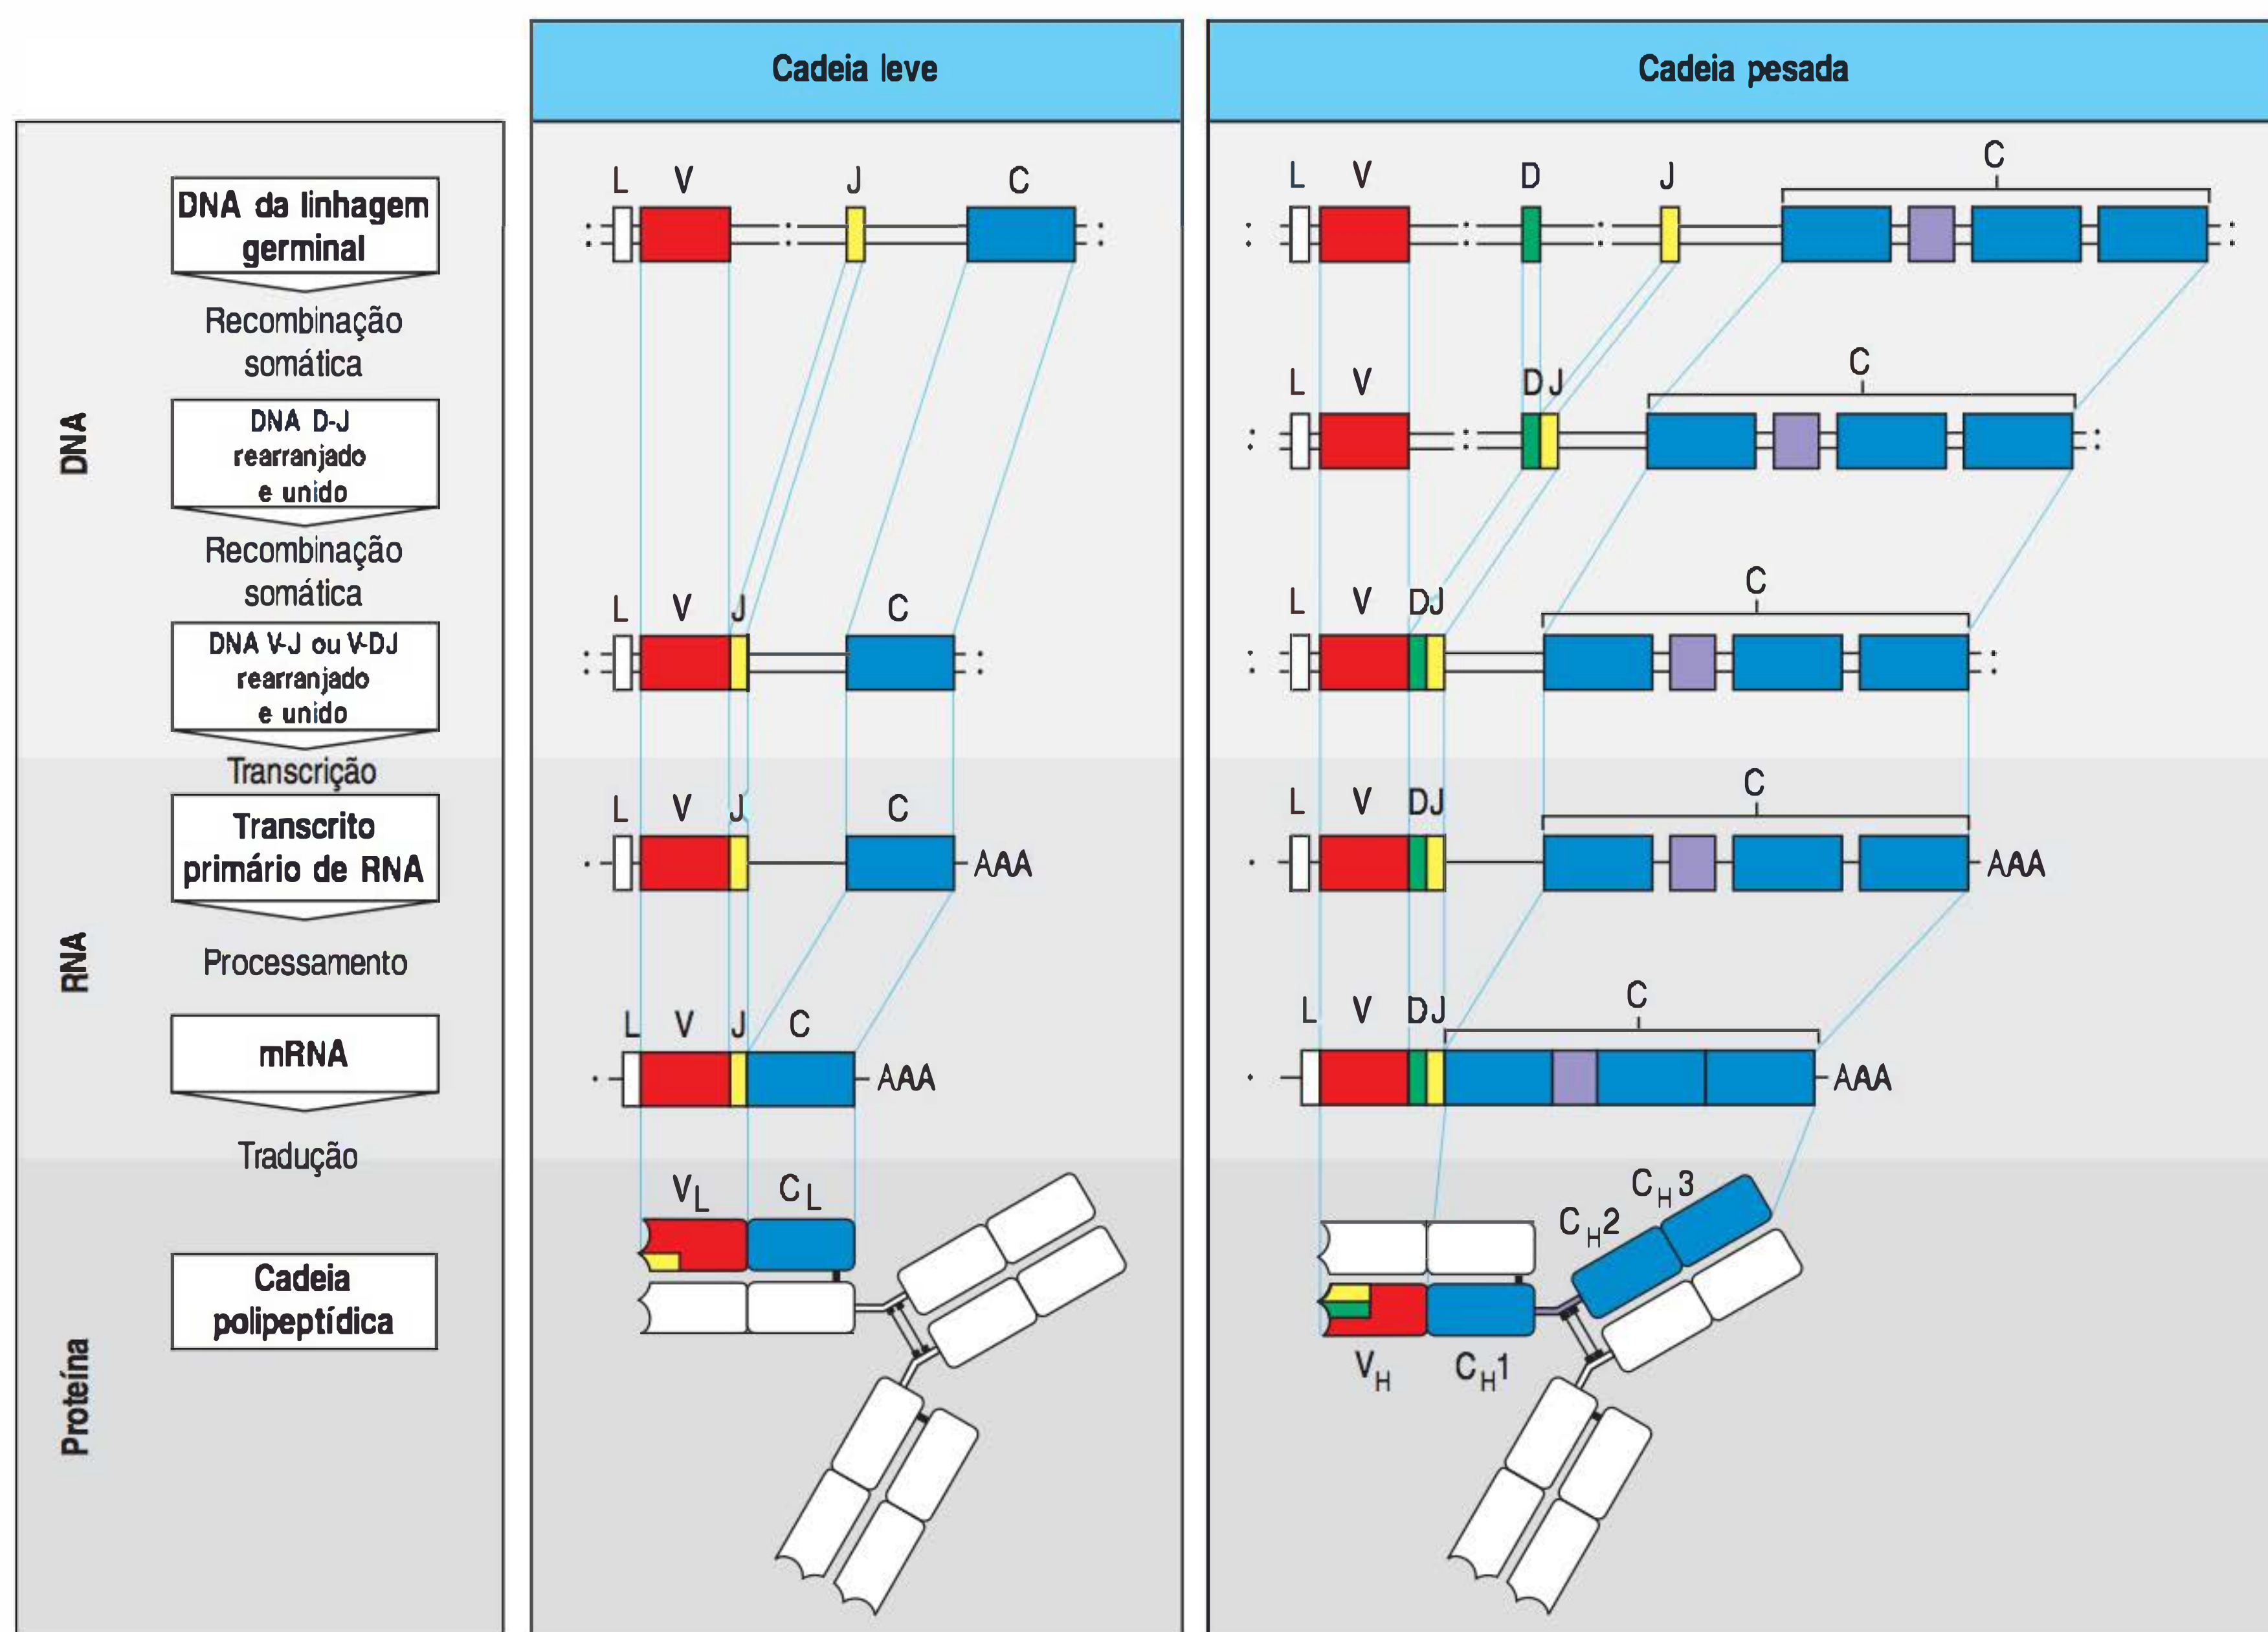 Cadeia leve
Cadeia pesada
DNA
DNA da linhagem
germinal
Recombinação
somática
DNA D-J
rearranjado
e unido
Recombinação
somática
DNA V-J ou V-DJ
rearranjado
e unido
RNA
Transcrição
Transcrito
primário de RNA
Processamento
mRNA
Tradução
Proteína
Cadeia
polipeptídica
L V J C
L V J C
L V J C AAA
L V J C AAA
VL CL
L V D J C
L V D J C
L V DJ C
L V DJ C AAA
L V DJ C AAA
CH3
CH2
VH CH1